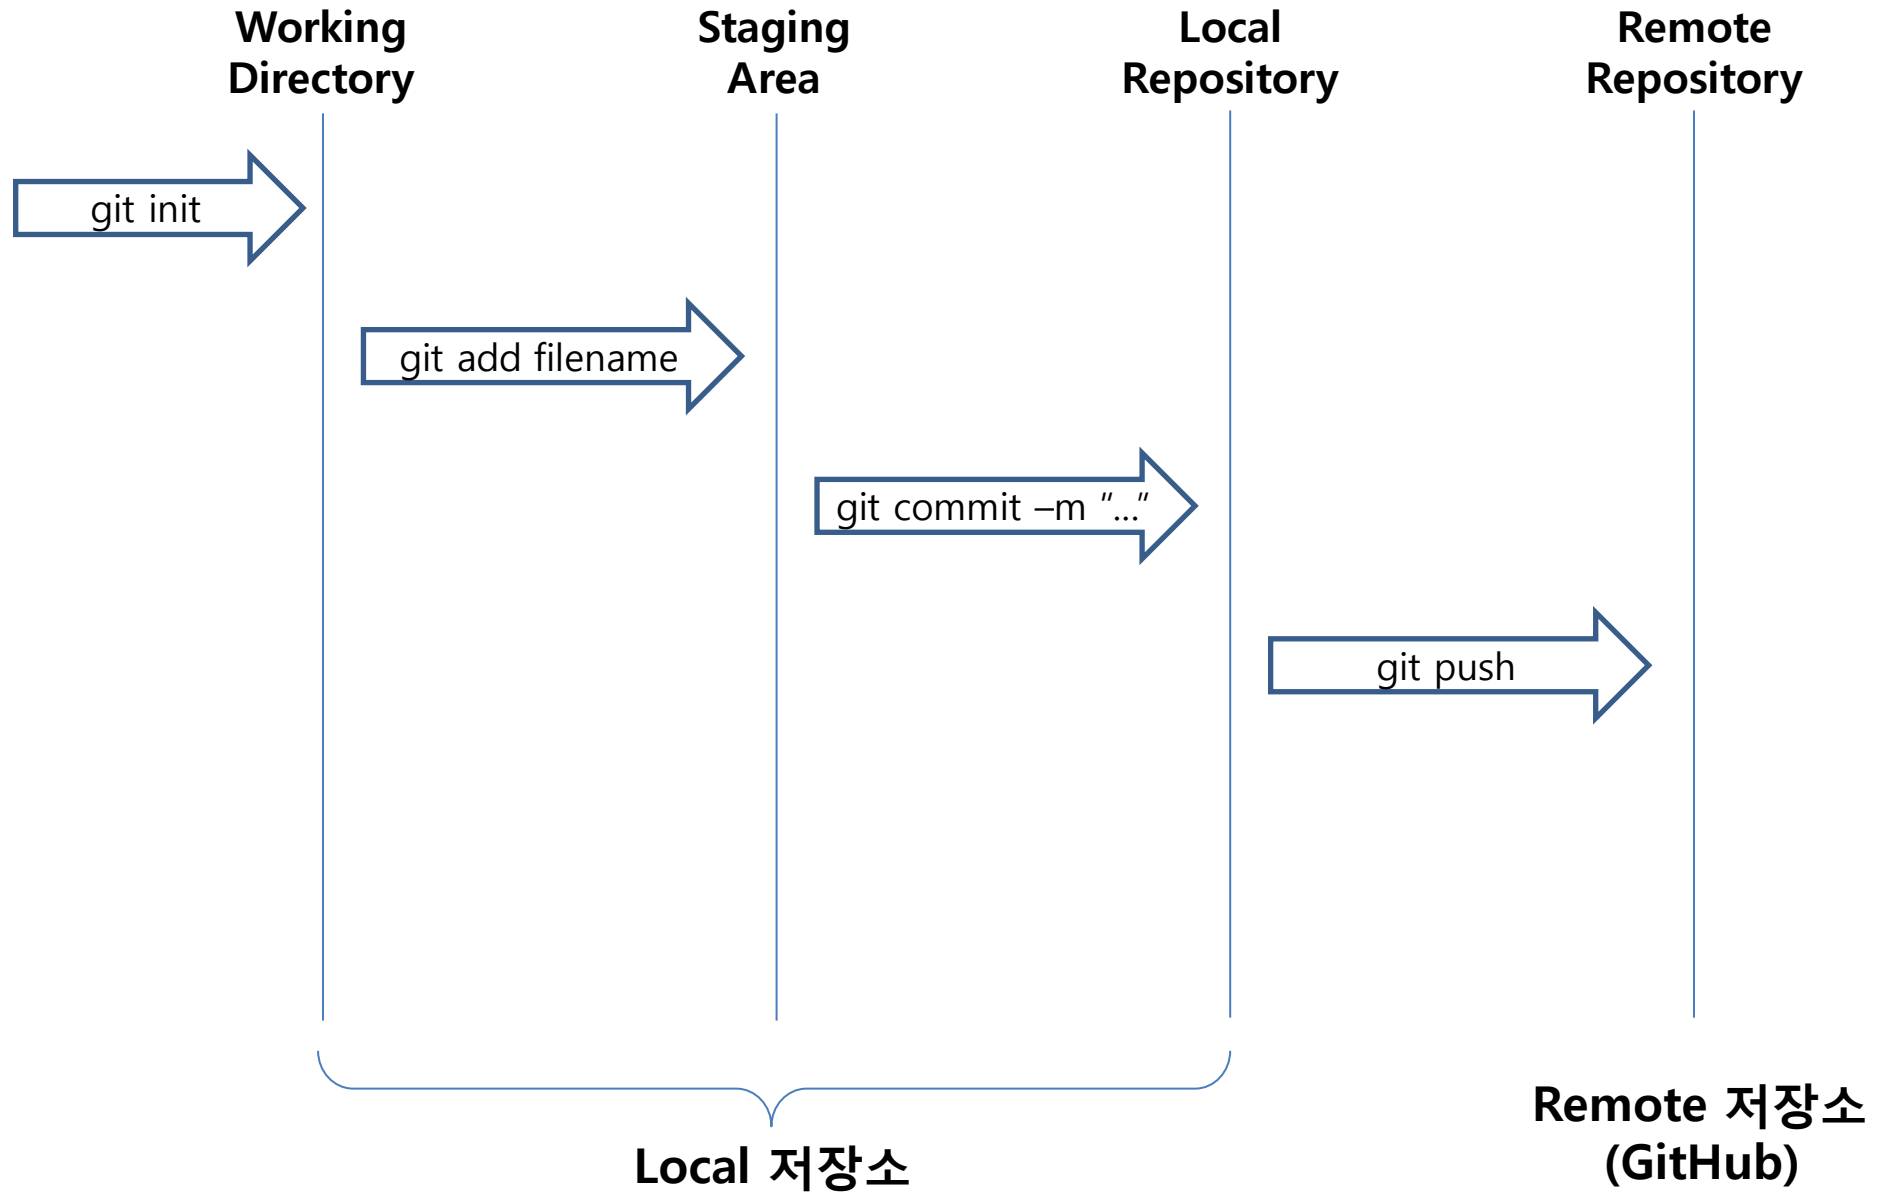 Working
Directory
Staging
Area
Local
Repository
Remote
Repository
git init
git add filename
git commit –m "…"
git push
Local 저장소
Remote 저장소
(GitHub)